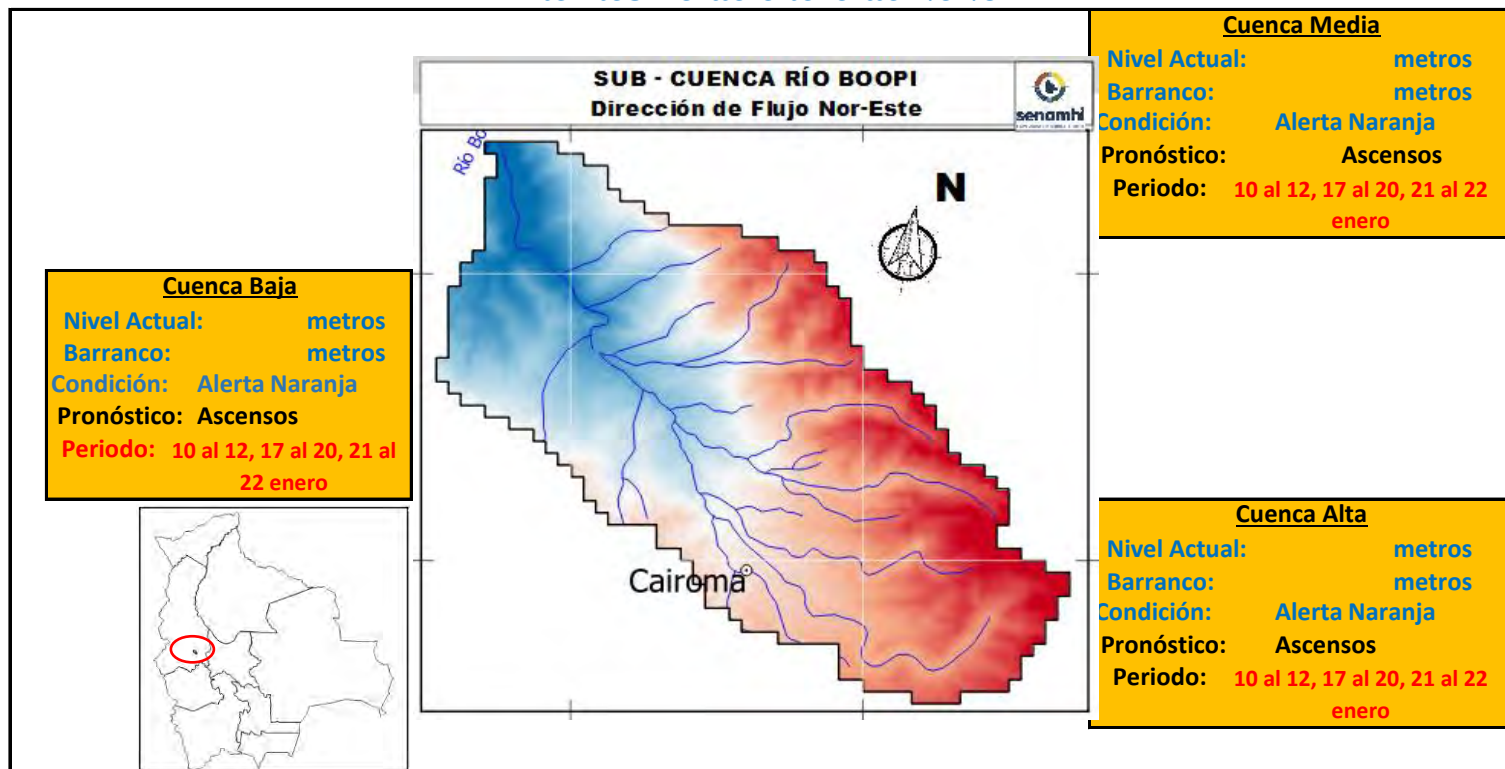 SUB - CUENCA RÍO BOOPI
Dirección de Flujo Nor-Este
senamhi
Río Bo
N
Cairoma
Cuenca Media
Nivel Actual: metros
Barranco: metros
Condición: Alerta Naranja
Pronóstico: Ascensos
Periodo: 10 al 12, 17 al 20, 21 al 22
enero
Cuenca Baja
Nivel Actual: metros
Barranco: metros
Condición: Alerta Naranja
Pronóstico: Ascensos
Periodo: 10 al 12, 17 al 20, 21 al
22 enero
Cuenca Alta
Nivel Actual: metros
Barranco: metros
Condición: Alerta Naranja
Pronóstico: Ascensos
Periodo: 10 al 12, 17 al 20, 21 al 22
enero